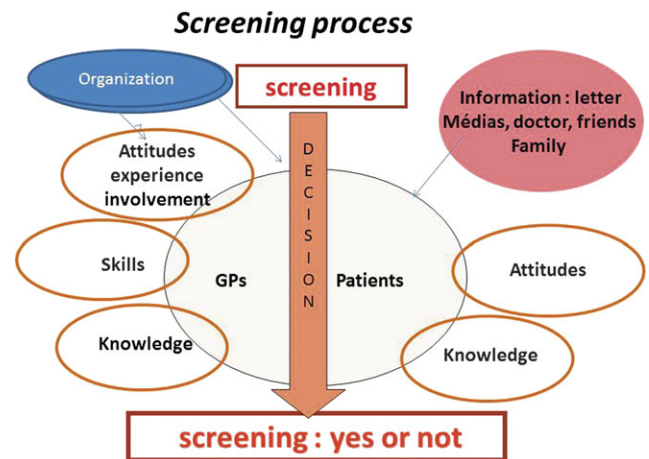 Screening process
Organization
screening
Information : letter
Médias, doctor, friends
Family
Attitudes
experience
involvement
DECISION
Skills
GPs
Patients
Attitudes
Knowledge
Knowledge
screening : yes or not